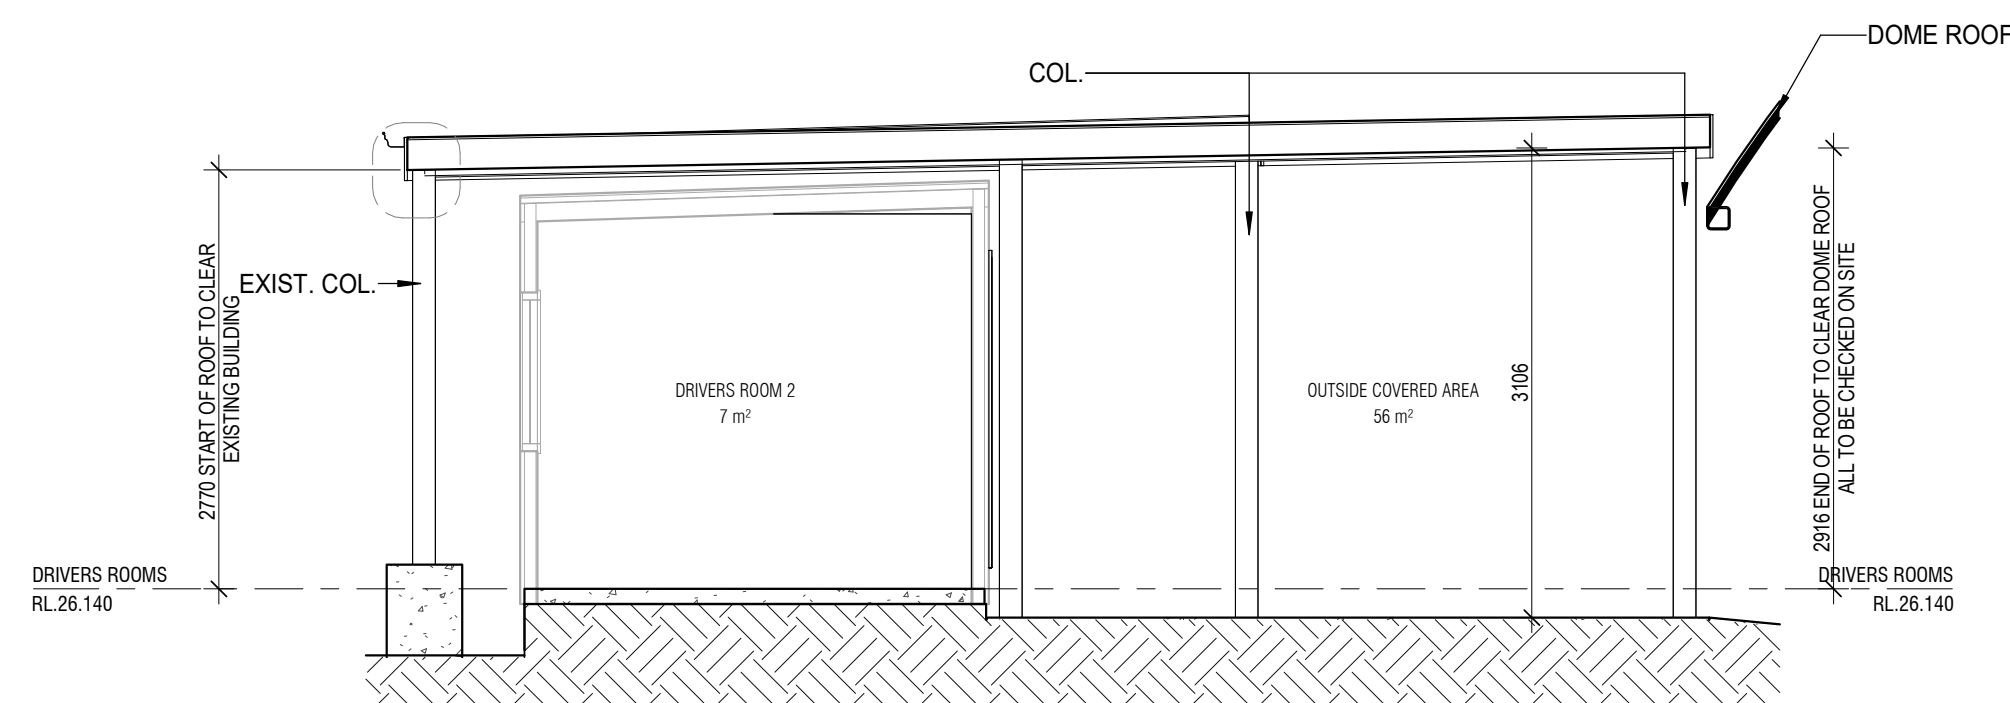 DOME ROOF
COL.
EXIST. COL.
2770 START OF ROOF TO CLEAR
EXISTING BUILDING
DRIVERS ROOM 2
7 m²
OUTSIDE COVERED AREA
56 m²
3106
2916 END OF ROOF TO CLEAR DOME ROOF
ALL TO BE CHECKED ON SITE
DRIVERS ROOMS
RL.26.140
DRIVERS ROOMS
RL.26.140